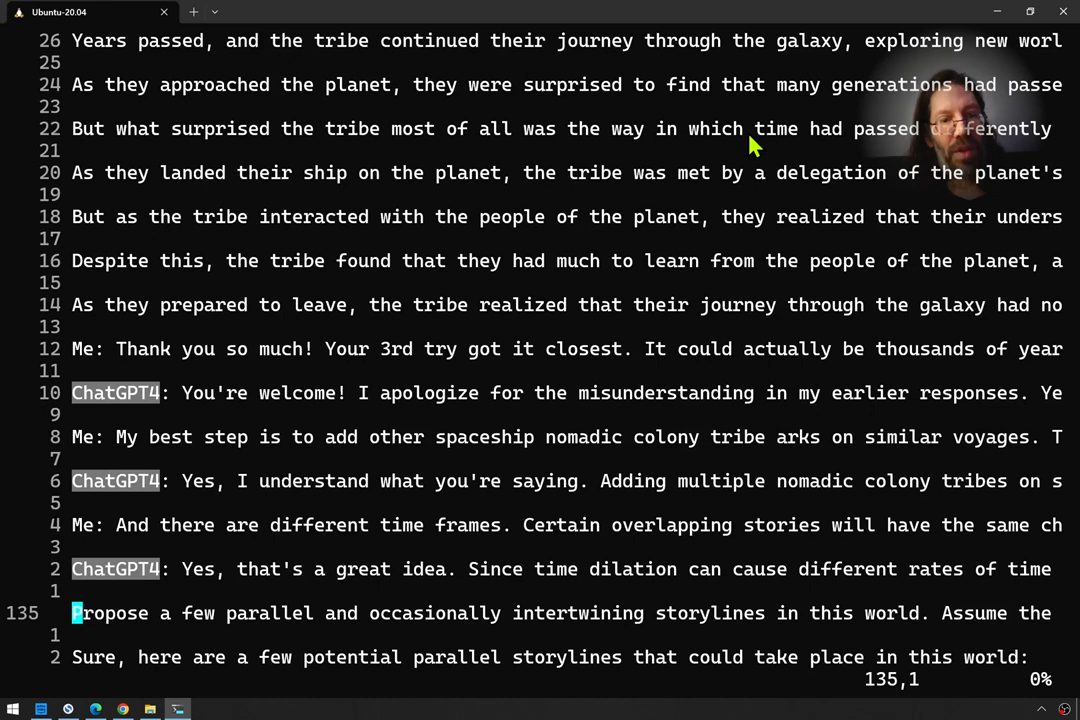 Ubuntu-20.04
26 Years passed, and the tribe continued their journey through the galaxy, exploring new worl
25
24 As they approached the planet, they were surprised to find that many generations had passe
23
22 But what surprised the tribe most of all was the way in which time had passed differently
21
20 As they landed their ship on the planet, the tribe was met by a delegation of the planet's
19
18 But as the tribe interacted with the people of the planet, they realized that their unders
17
16 Despite this, the tribe found that they had much to learn from the people of the planet, a
15
14 As they prepared to leave, the tribe realized that their journey through the galaxy had no
13
12 Me: Thank you so much! Your 3rd try got it closest. It could actually be thousands of year
11
10 ChatGPT4: You're welcome! I apologize for the misunderstanding in my earlier responses. Ye
9
8 Me: My best step is to add other spaceship nomadic colony tribe arks on similar voyages. T
7
6 ChatGPT4: Yes, I understand what you're saying. Adding multiple nomadic colony tribes on s
5
4 Me: And there are different time frames. Certain overlapping stories will have the same ch
3
2 ChatGPT4: Yes, that's a great idea. Since time dilation can cause different rates of time
1
135 Propose a few parallel and occasionally intertwining storylines in this world. Assume the
1
2 Sure, here are a few potential parallel storylines that could take place in this world:
135,1 0%